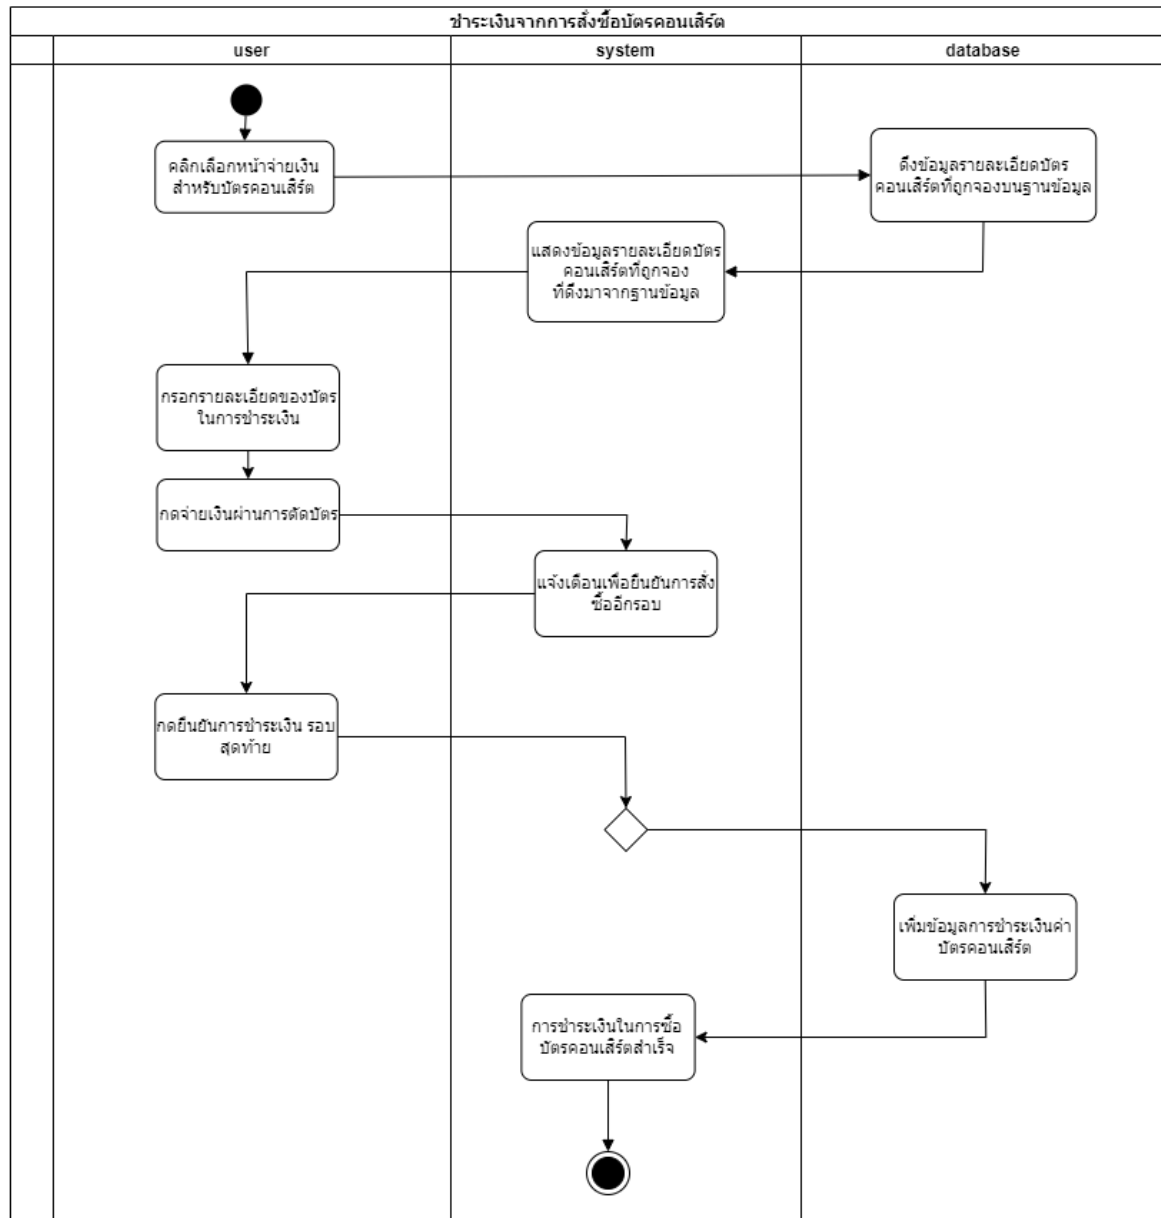 ชำระเงินจากการสั่งซื้อบัตรคอนเสิร์ต
user
system
database
คลิกเลือกหน้าจ่ายเงิน
สำหรับบัตรคอนเสิร์ต
ดึงข้อมูลรายละเอียดบัตร
คอนเสิร์ตที่ถูกจองบนฐานข้อมูล
แสดงข้อมูลรายละเอียดบัตร
คอนเสิร์ตที่ถูกจอง
ที่ดึงมาจากฐานข้อมูล
กรอกรายละเอียดของบัตร
ในการชำระเงิน
กดจ่ายเงินผ่านการตัดบัตร
แจ้งเตือนเพื่อยืนยันการสั่ง
ซื้ออีกรอบ
กดยืนยันการชำระเงิน รอบ
สุดท้าย
เพิ่มข้อมูลการชำระเงินค่า
บัตรคอนเสิร์ต
การชำระเงินในการซื้อ
บัตรคอนเสิร์ตสำเร็จ